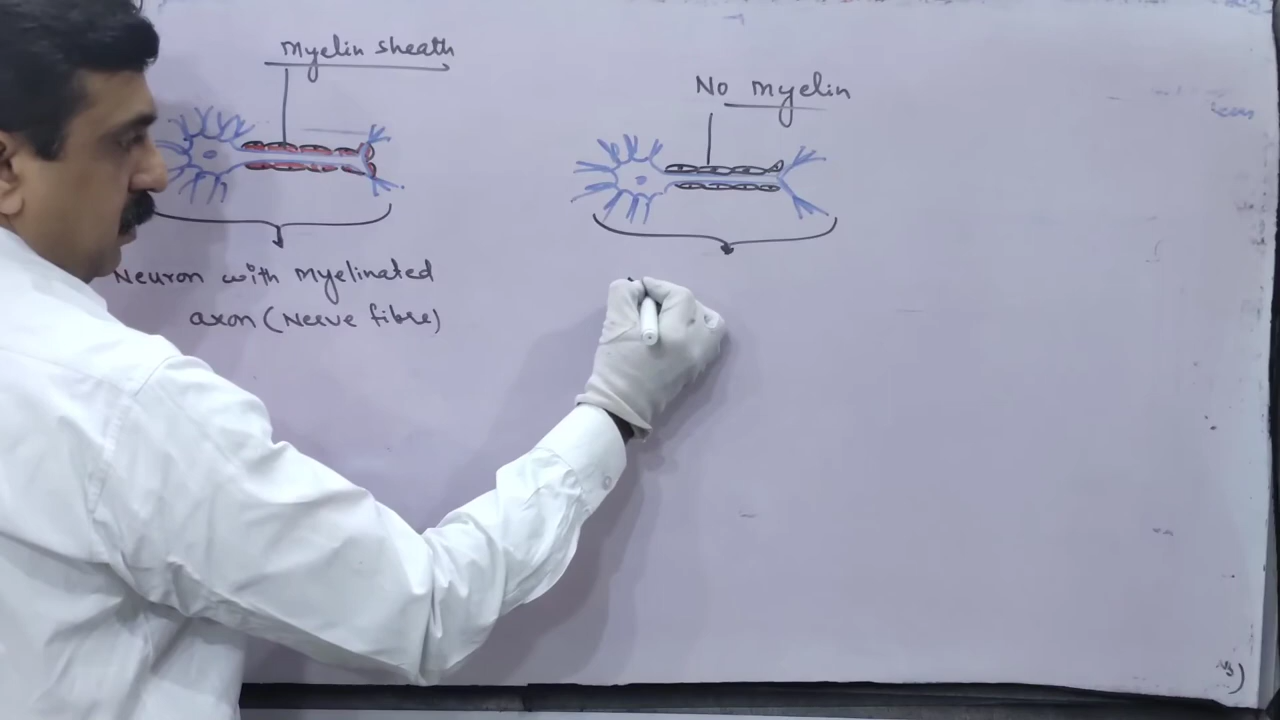 Myelin sheath
No myelin
Neuron with Myelinated
axon (Nerve fibre)